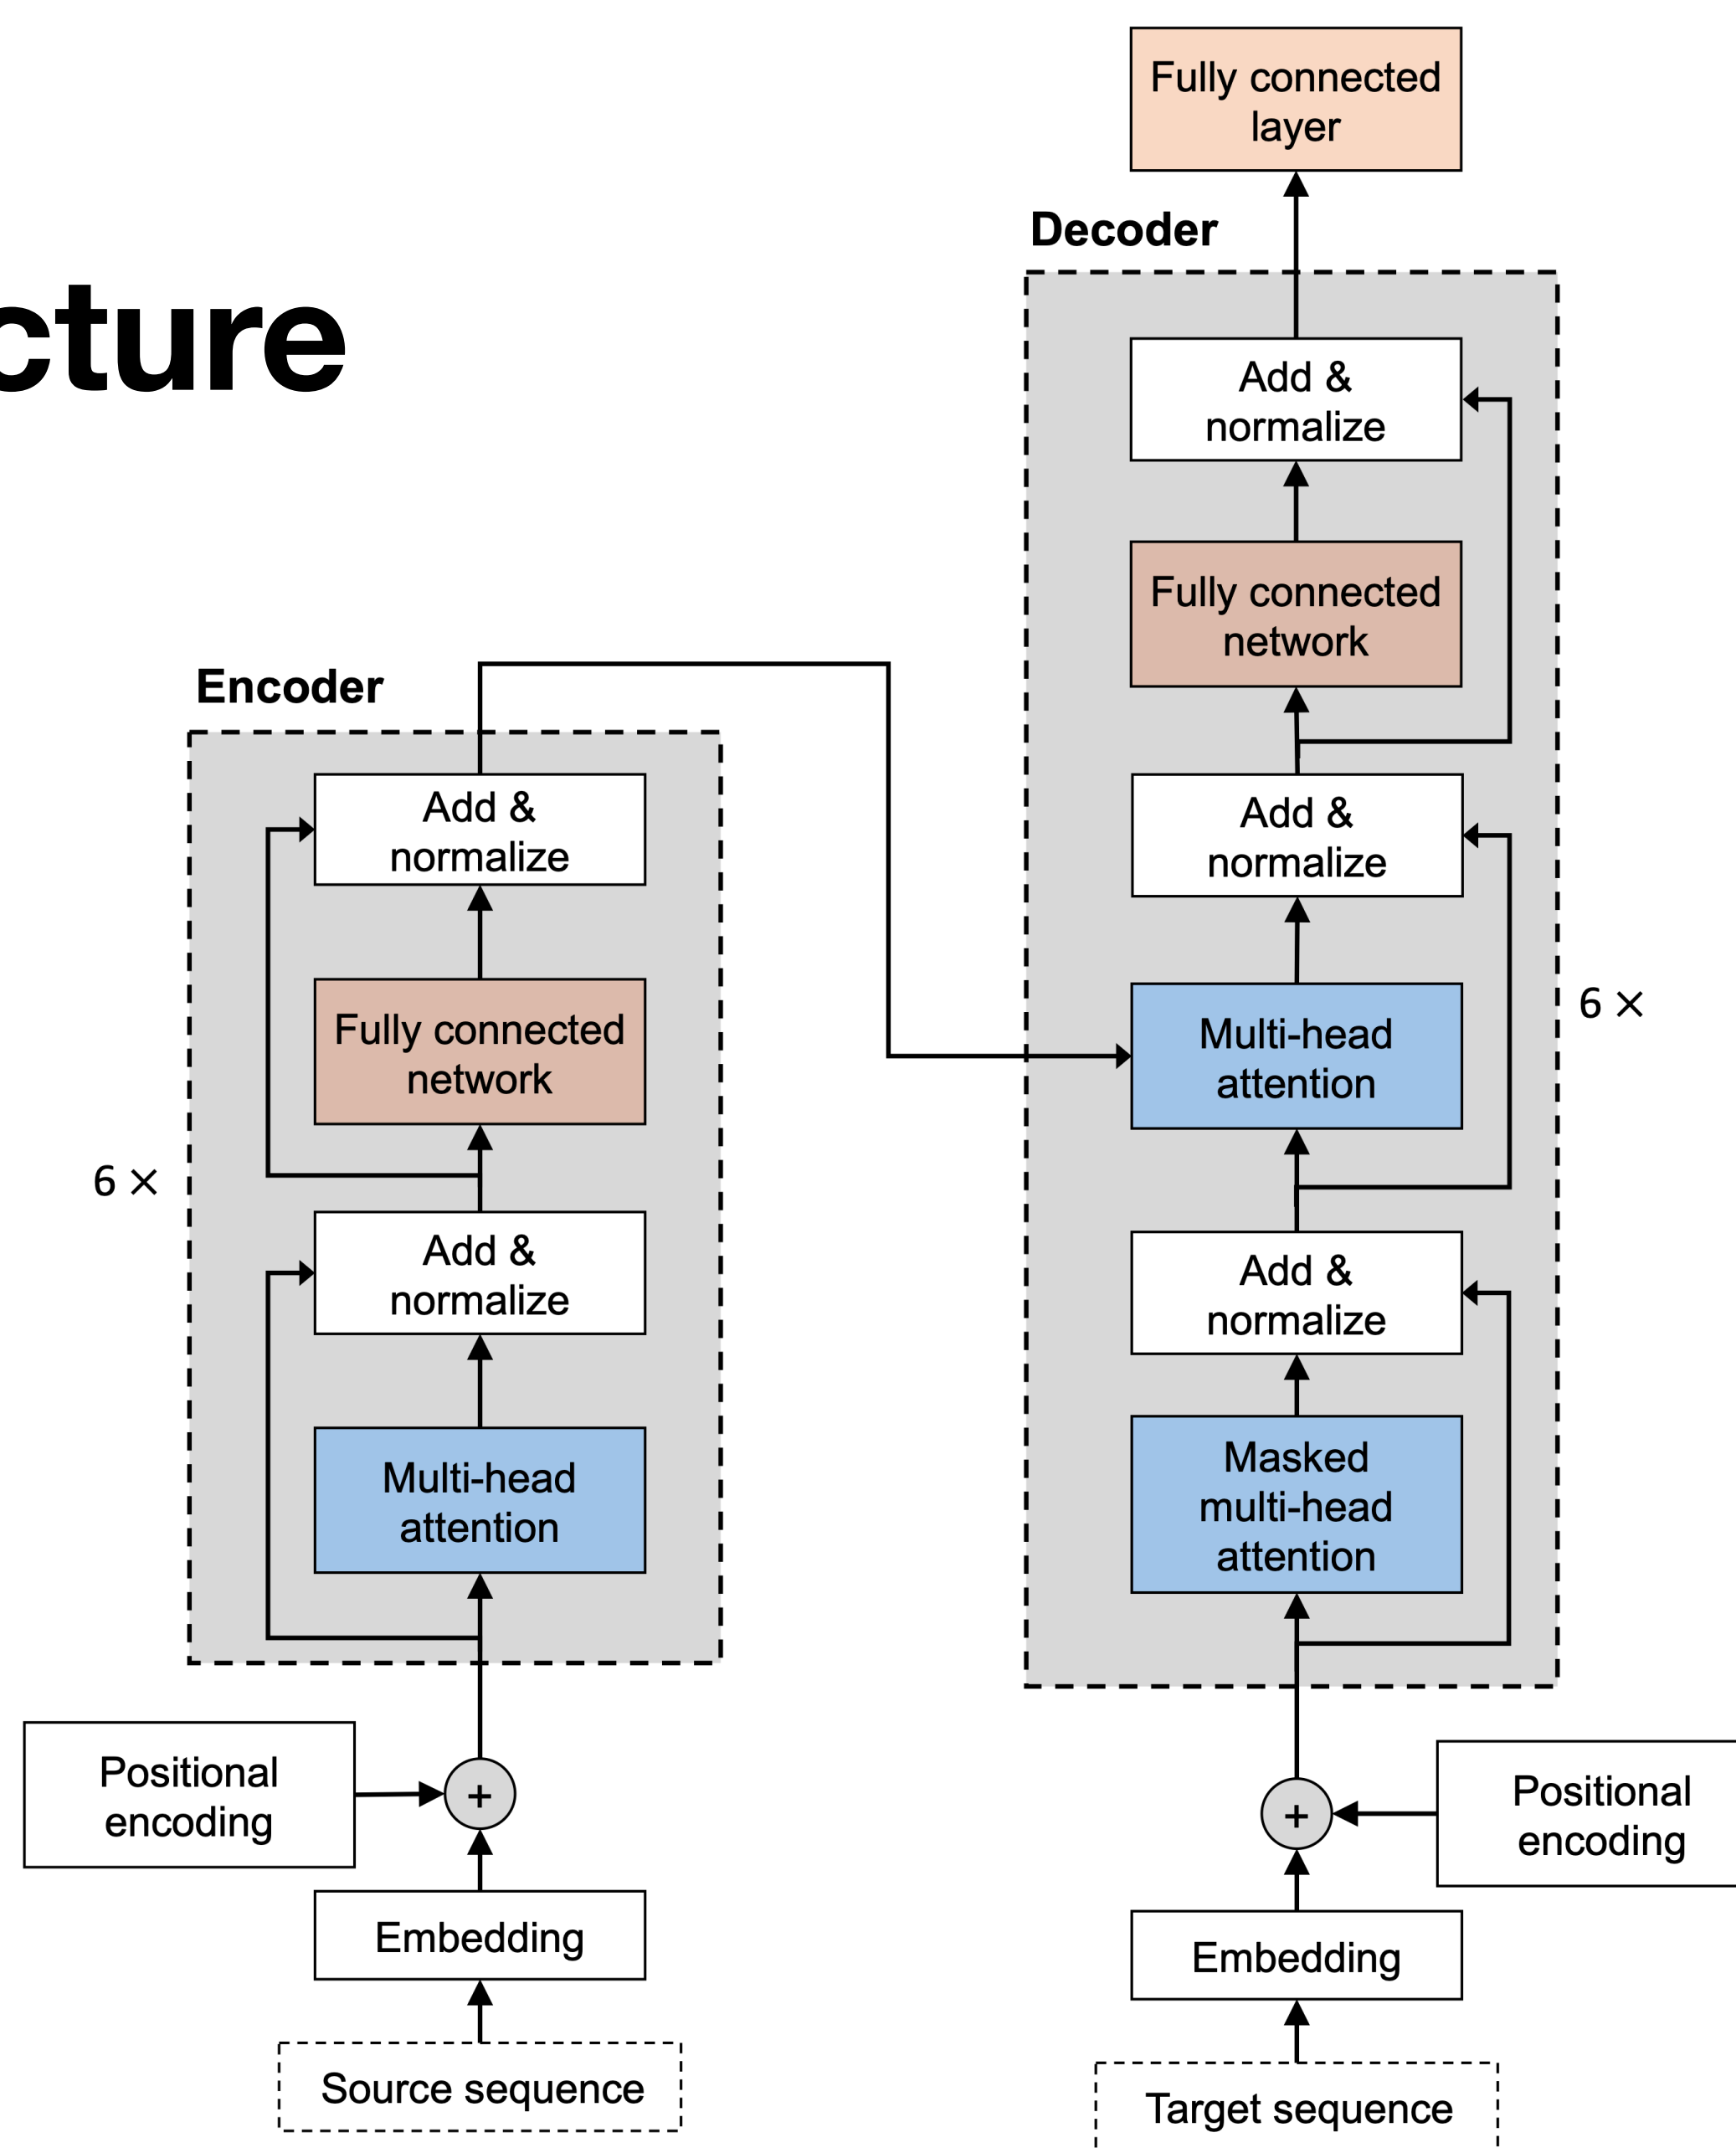 cture
Fully connected
layer
Decoder
Add &
normalize
Fully connected
network
Add &
normalize
Multi-head
attention
6 ×
Add &
normalize
Masked
multi-head
attention
Positional
encoding
+
Embedding
Target sequence
Encoder
Add &
normalize
Fully connected
network
6 ×
Add &
normalize
Multi-head
attention
Positional
encoding
+
Embedding
Source sequence